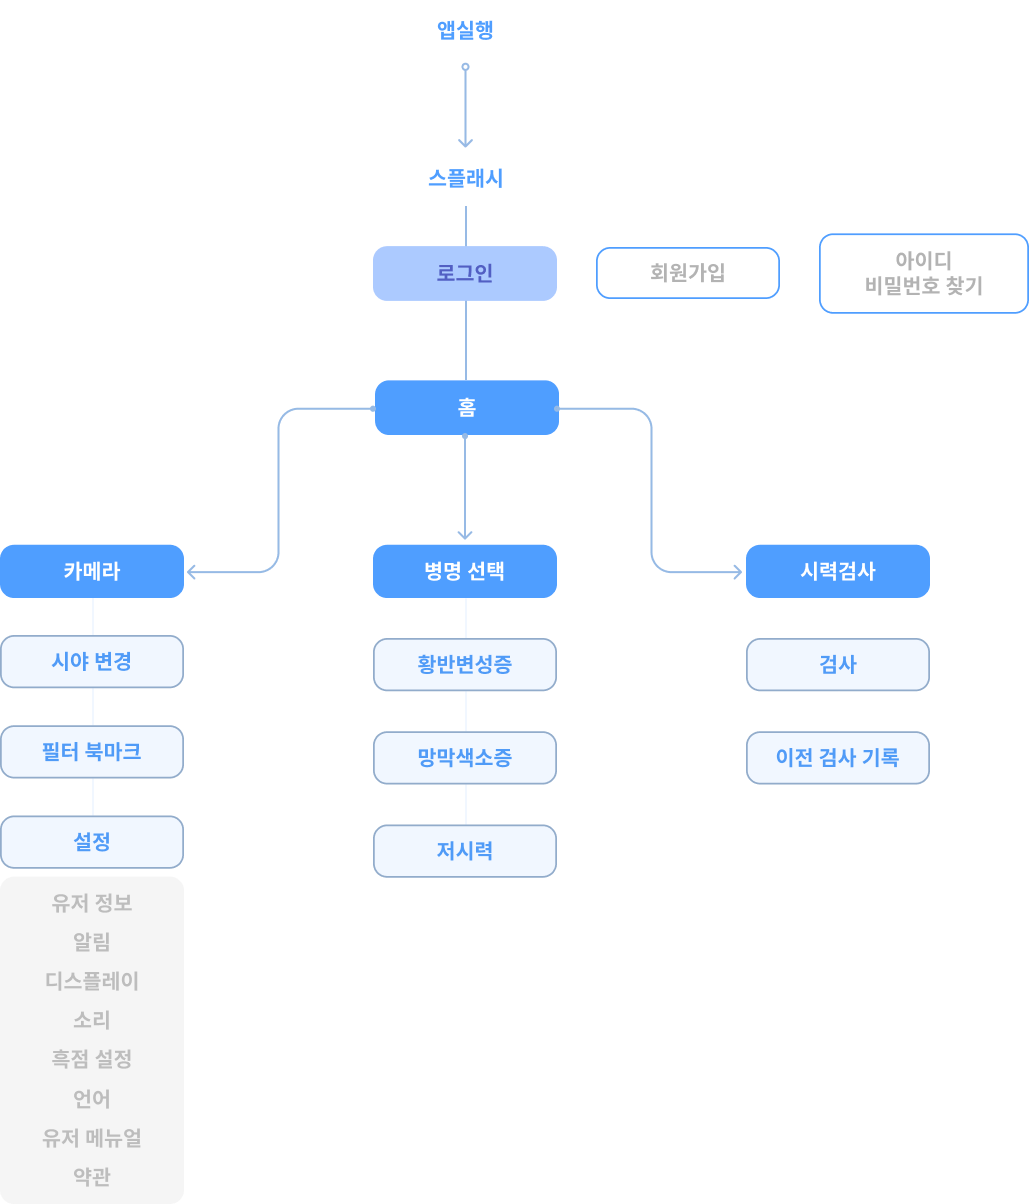 앱실행
스플래시
로그인
회원가입
아이디
비밀번호 찾기
홈
카메라
병명 선택
시력검사
시야 변경
황반변성증
검사
필터 북마크
망막색소증
이전 검사 기록
설정
저시력
유저 정보
알림
디스플레이
소리
흑점 설정
언어
유저 메뉴얼
약관